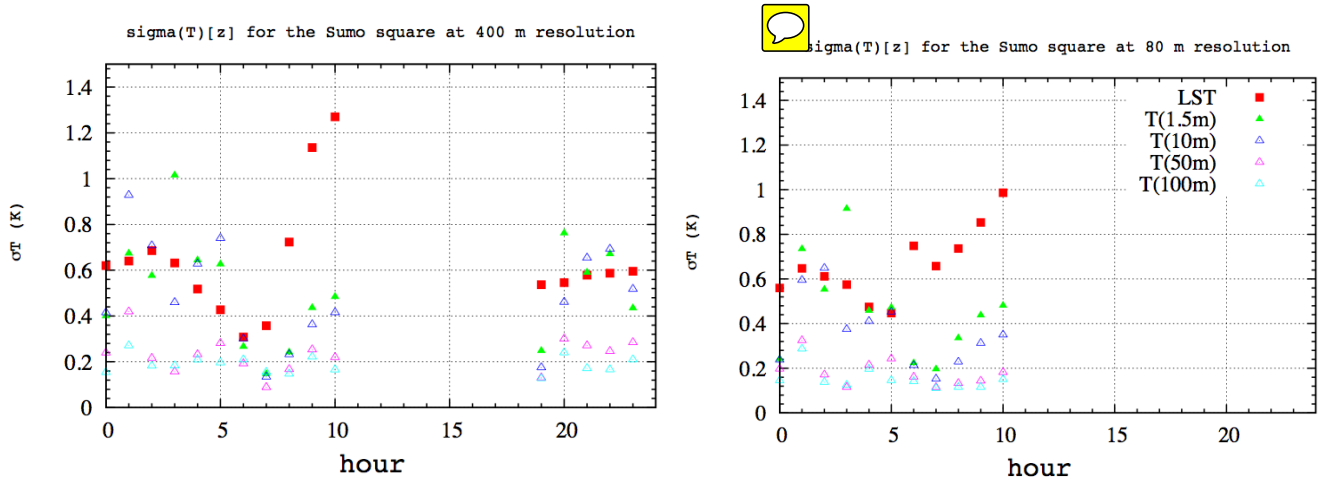 sigma(T)[z] for the Sumo square at 400 m resolution
1.4
1.2
1
0.8
0.6
0.4
0.2
0
σT (K)
0 5 10 15 20
hour
sigma(T)[z] for the Sumo square at 80 m resolution
LST
T(1.5m)
T(10m)
T(50m)
T(100m)
1.4
1.2
1
0.8
0.6
0.4
0.2
0
σT (K)
0 5 10 15 20
hour